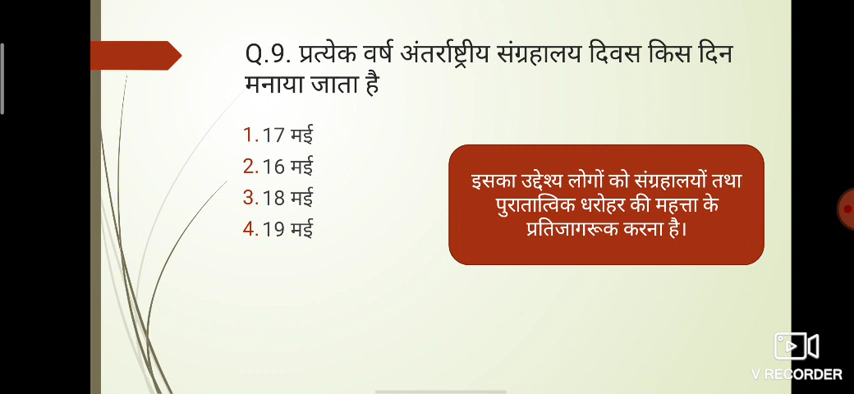 Q.9. प्रत्येक वर्ष अंतर्राष्ट्रीय संग्रहालय दिवस किस दिन
मनाया जाता है
1. 17 मई
2. 16 मई
3. 18 मई
4. 19 मई
इसका उद्देश्य लोगों को संग्रहालयों तथा
पुरातात्विक धरोहर की महत्ता के
प्रतिजागरूक करना है।
V RECORDER